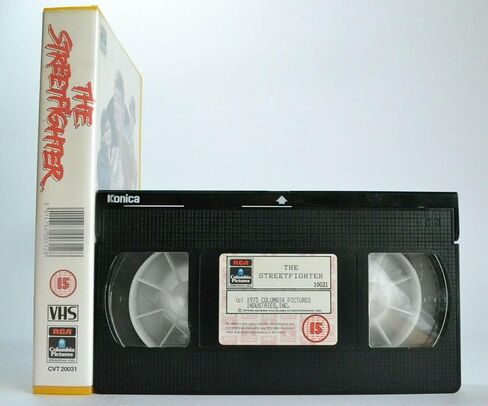 THE
STREETFIGHTER
15
VHS
RCA
Columbia
Pictures
CVT 20031
Konica
RCA
Columbia
Pictures
THE
STREETFIGHTER
10031
(c) 1975 COLUMBIA PICTURES
INDUSTRIES, INC.
15